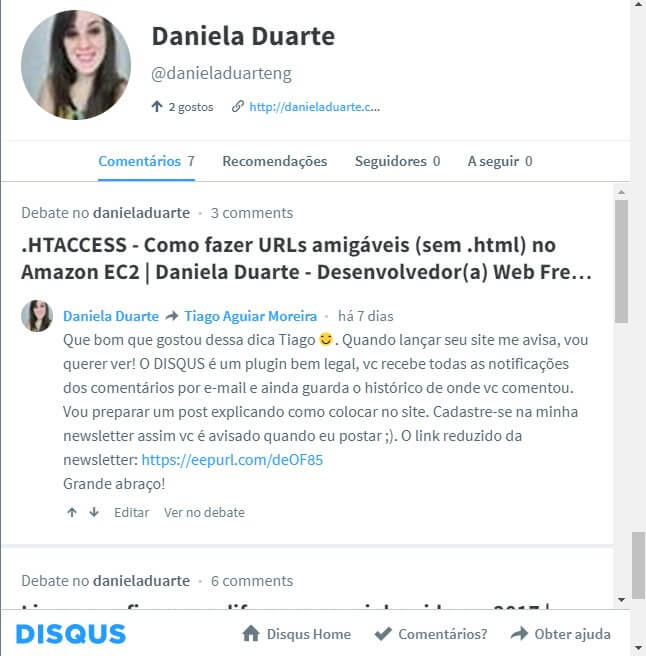 Daniela Duarte
@danieladuarteng
2 gostos http://danieladuarte.c...
Comentários 7 Recomendações Seguidores 0 A seguir 0
Debate no danieladuarte · 3 comments
.HTACCESS - Como fazer URLs amigáveis (sem .html) no
Amazon EC2 | Daniela Duarte - Desenvolvedor(a) Web Fre…
Daniela Duarte Tiago Aguiar Moreira · há 7 dias
Que bom que gostou dessa dica Tiago 😀. Quando lançar seu site me avisa, vou
querer ver! O DISQUS é um plugin bem legal, vc recebe todas as notificações
dos comentários por e-mail e ainda guarda o histórico de onde vc comentou.
Vou preparar um post explicando como colocar no site. Cadastre-se na minha
newsletter assim vc é avisado quando eu postar ;). O link reduzido da
newsletter: https://eepurl.com/deOF85
Grande abraço!
Editar Ver no debate
Debate no danieladuarte · 6 comments
DISQUS Disqus Home Comentários? Obter ajuda